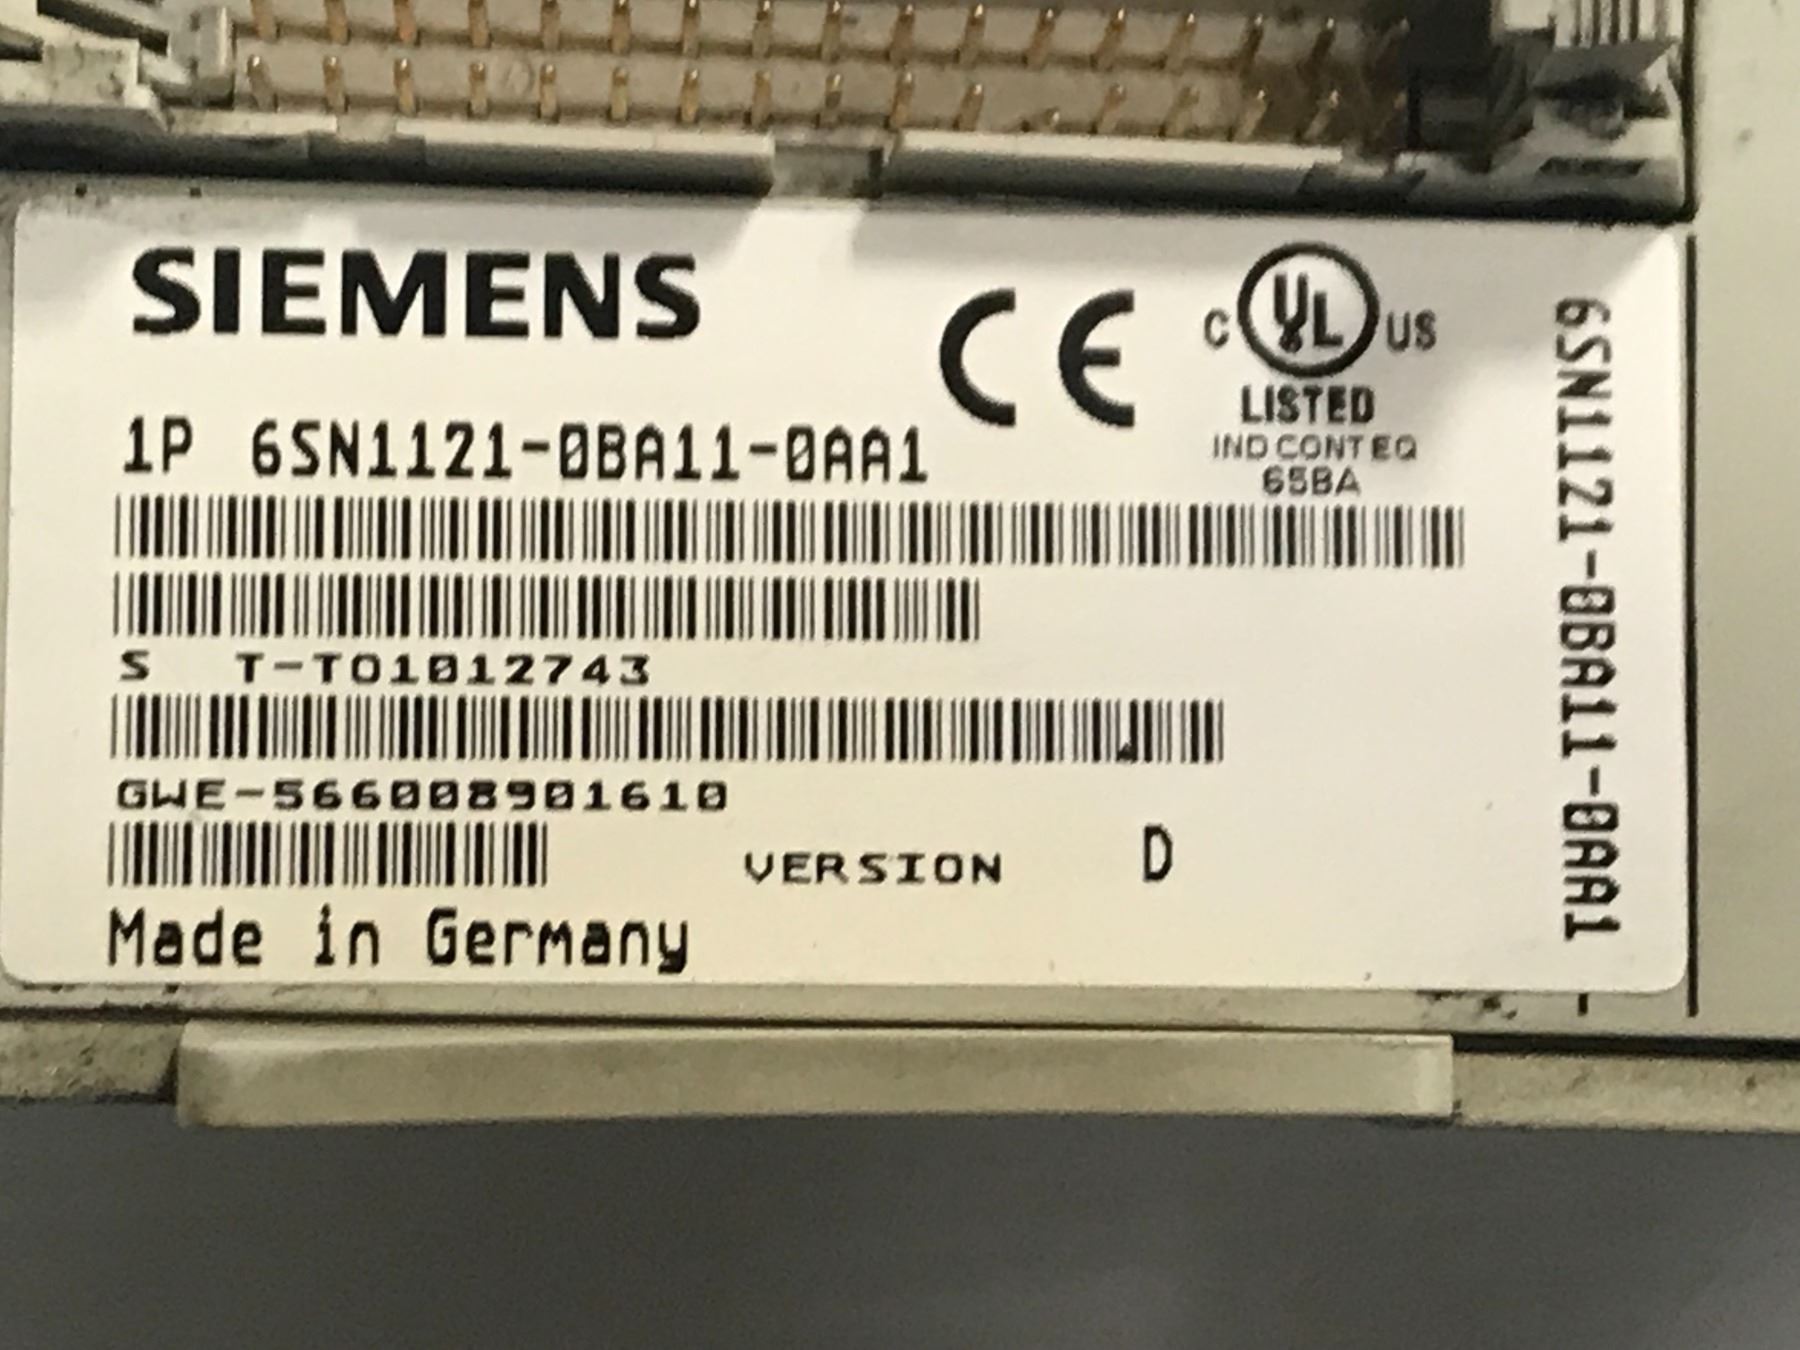 SIEMENS
CE
C UL US
LISTED
IND CONT EQ
65BA
1P 6SN1121-0BA11-0AA1
S T-TO1012743
GWE-566008901610
VERSION D
Made in Germany
6SN1121-0BA11-0AA1